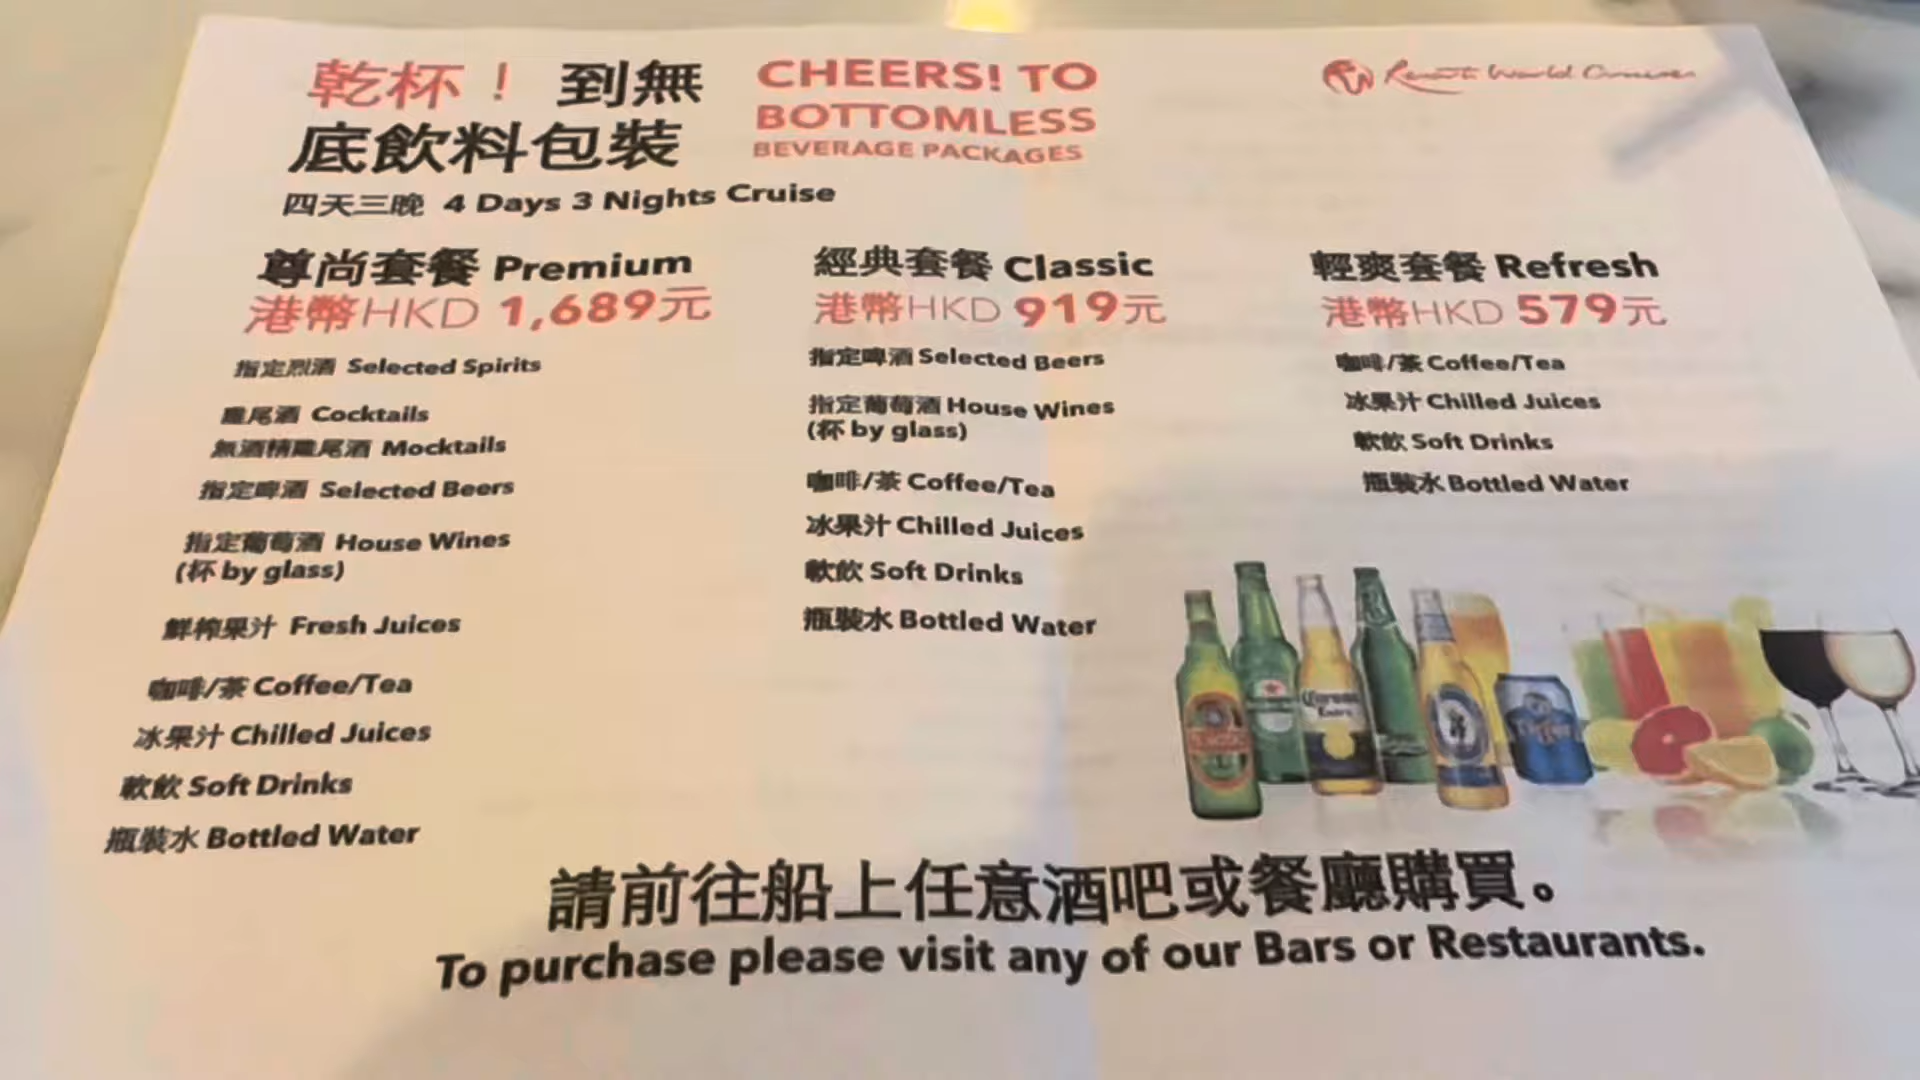 乾杯！ 到無
底飲料包裝
CHEERS! TO
BOTTOMLESS
BEVERAGE PACKAGES
Resorts World Cruises
四天三晚 4 Days 3 Nights Cruise
尊尚套餐 Premium
港幣HKD 1,689元
指定烈酒 Selected Spirits
雞尾酒 Cocktails
無酒精雞尾酒 Mocktails
指定啤酒 Selected Beers
指定葡萄酒 House Wines
(杯 by glass)
鮮榨果汁 Fresh Juices
咖啡/茶 Coffee/Tea
冰果汁 Chilled Juices
軟飲 Soft Drinks
瓶裝水 Bottled Water
經典套餐 Classic
港幣HKD 919元
指定啤酒 Selected Beers
指定葡萄酒 House Wines
(杯 by glass)
咖啡/茶 Coffee/Tea
冰果汁 Chilled Juices
軟飲 Soft Drinks
瓶裝水 Bottled Water
輕爽套餐 Refresh
港幣HKD 579元
咖啡/茶 Coffee/Tea
冰果汁 Chilled Juices
軟飲 Soft Drinks
瓶裝水 Bottled Water
Corona
Extra
請前往船上任意酒吧或餐廳購買。
To purchase please visit any of our Bars or Restaurants.